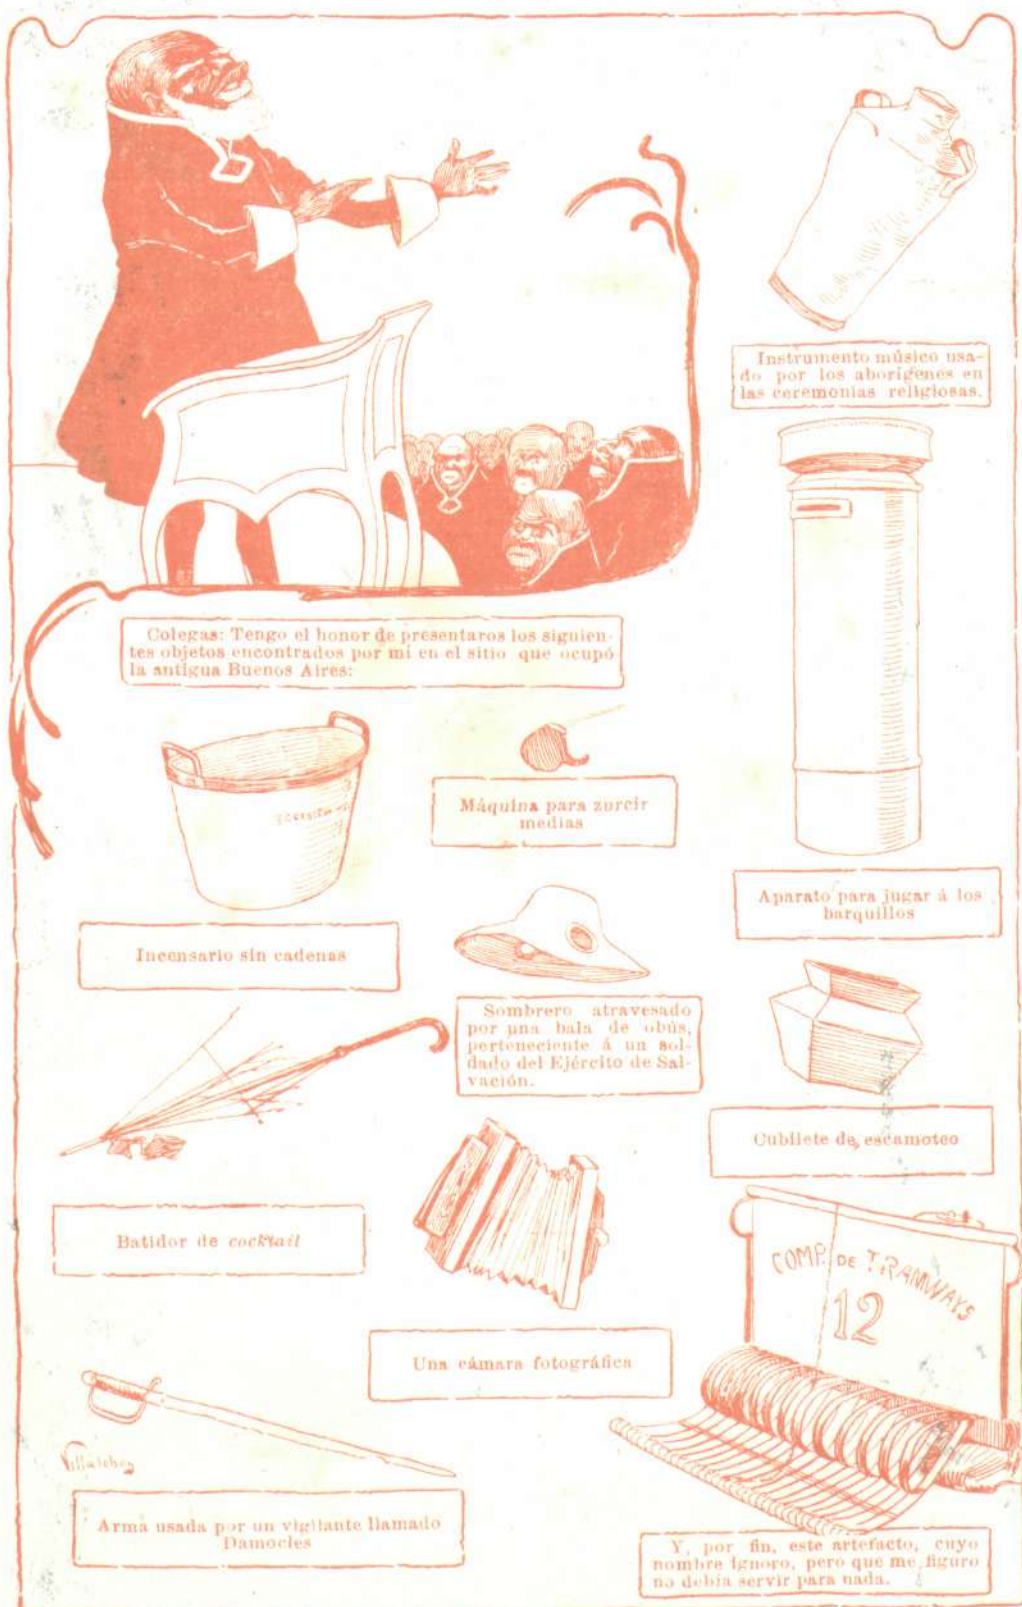 Instrumento músico usa-
do por los aborígenes en
las ceremonias religiosas.
Colegas: Tengo el honor de presentaros los siguien-
tes objetos encontrados por mí en el sitio que ocupó
la antigua Buenos Aires:
Máquina para zurcir
medias
Aparato para jugar á los
barquillos
Incensario sin cadenas
Sombrero atravesado
por una bala de obús,
perteneciente á un sol-
dado del Ejército de Sal-
vación.
Cubilete de escamoteo
Batidor de cocktail
COMP. DE TRAMWAYS
12
Una cámara fotográfica
Arma usada por un vigilante llamado
Damocles
Y, por fin, este artefacto, cuyo
nombre ignoro, pero que me figuro
no debía servir para nada.